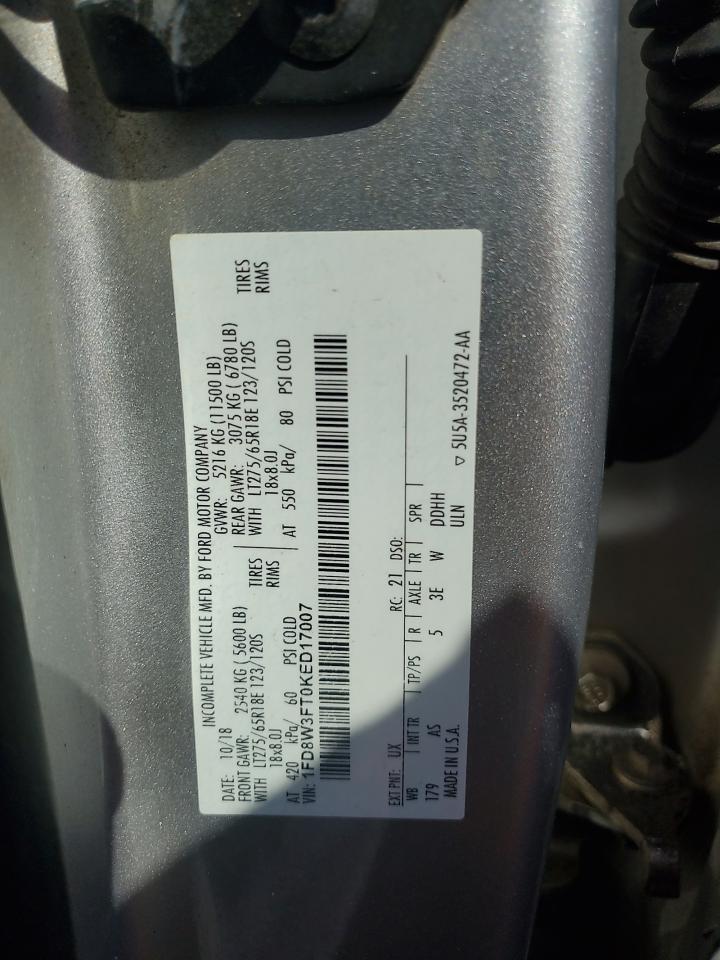 INCOMPLETE VEHICLE MFD. BY FORD MOTOR COMPANY
DATE: 10/18 GVWR: 5216 KG (11500 LB)
FRONT GAWR: 2540 KG (5600 LB) REAR GAWR: 3075 KG (6780 LB)
WITH LT275/65R18E 123/120S TIRES WITH LT275/65R18E 123/120S TIRES
18x8.0J RIMS 18x8.0J RIMS
AT 420 kPa/ 60 PSI COLD AT 550 kPa/ 80 PSI COLD
VIN: 1FD8W3FT0KED17007
EXT PNT: UX RC: 21 DSO:
WB INT TR TP/PS R AXLE TR SPR
179 AS 5 3E W DDHH
MADE IN U.S.A. ULN
▽ 5U5A-3520472-AA